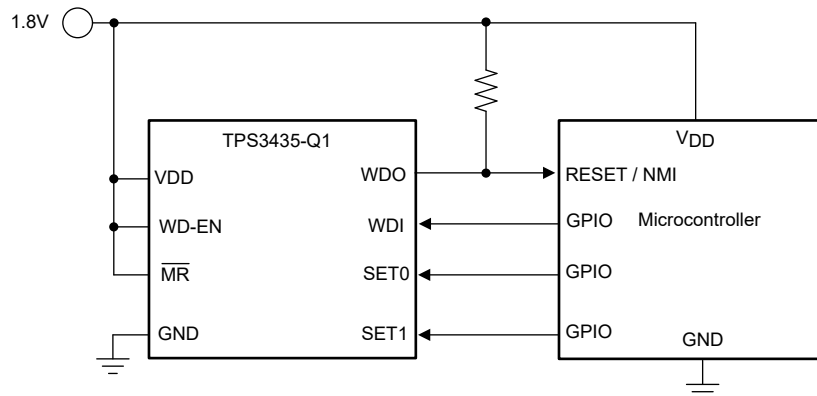 1.8V
TPS3435-Q1
VDD
WD-EN
MR
GND
WDO
WDI
SET0
SET1
VDD
RESET / NMI
GPIO
Microcontroller
GPIO
GPIO
GND